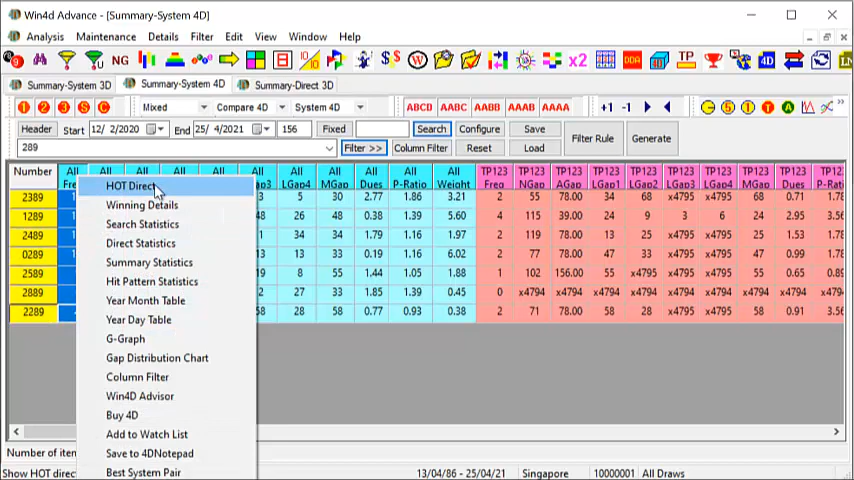 Win4d Advance - [Summary-System 4D]
Analysis Maintenance Details Filter Edit View Window Help
NG x2 DDA TP 4D
Summary-System 3D Summary-System 4D Summary-Direct 3D
1 2 3 S C Mixed Compare 4D System 4D ABCD AABC AABB AAAB AAAA +1 -1
Header Start 12/ 2/2020 End 25/ 4/2021 156 Fixed Search Configure Save Filter Rule Generate
289 Filter >> Column Filter Reset Load
Number All All All All All All All All All All All TP123 TP123 TP123 TP123 TP123 TP123 TP123 TP123 TP123 TP123
LGap4 MGap Dues P-Ratio Weight Freq NGap AGap LGap1 LGap2 LGap3 LGap4 MGap Dues
2389 3 5 30 2.77 1.86 3.21 2 55 78.00 34 68 x4795 x4795 68 0.71
1289 48 26 48 0.38 1.39 5.60 4 115 39.00 24 9 3 6 24 2.95
2489 1 34 34 1.79 1.16 1.97 2 119 78.00 13 25 x4795 x4795 25 1.53
0289 13 13 33 0.19 1.16 6.02 2 77 78.00 47 33 x4795 x4795 47 0.99
2589 19 8 55 1.44 1.05 1.88 1 102 156.00 55 x4795 x4795 x4795 55 0.65
2889 2 27 33 1.85 1.39 0.45 0 x4794 x4794 x4794 x4794 x4794 x4794 x4794
2289 58 28 58 0.77 0.93 0.38 2 71 78.00 58 28 x4795 x4795 58 0.91
HOT Direct
Winning Details
Search Statistics
Direct Statistics
Summary Statistics
Hit Pattern Statistics
Year Month Table
Year Day Table
G-Graph
Gap Distribution Chart
Column Filter
Win4D Advisor
Buy 4D
Add to Watch List
Save to 4DNotepad
Best System Pair
Number of
Show HOT 13/04/86 - 25/04/21 Singapore 10000001 All Draws